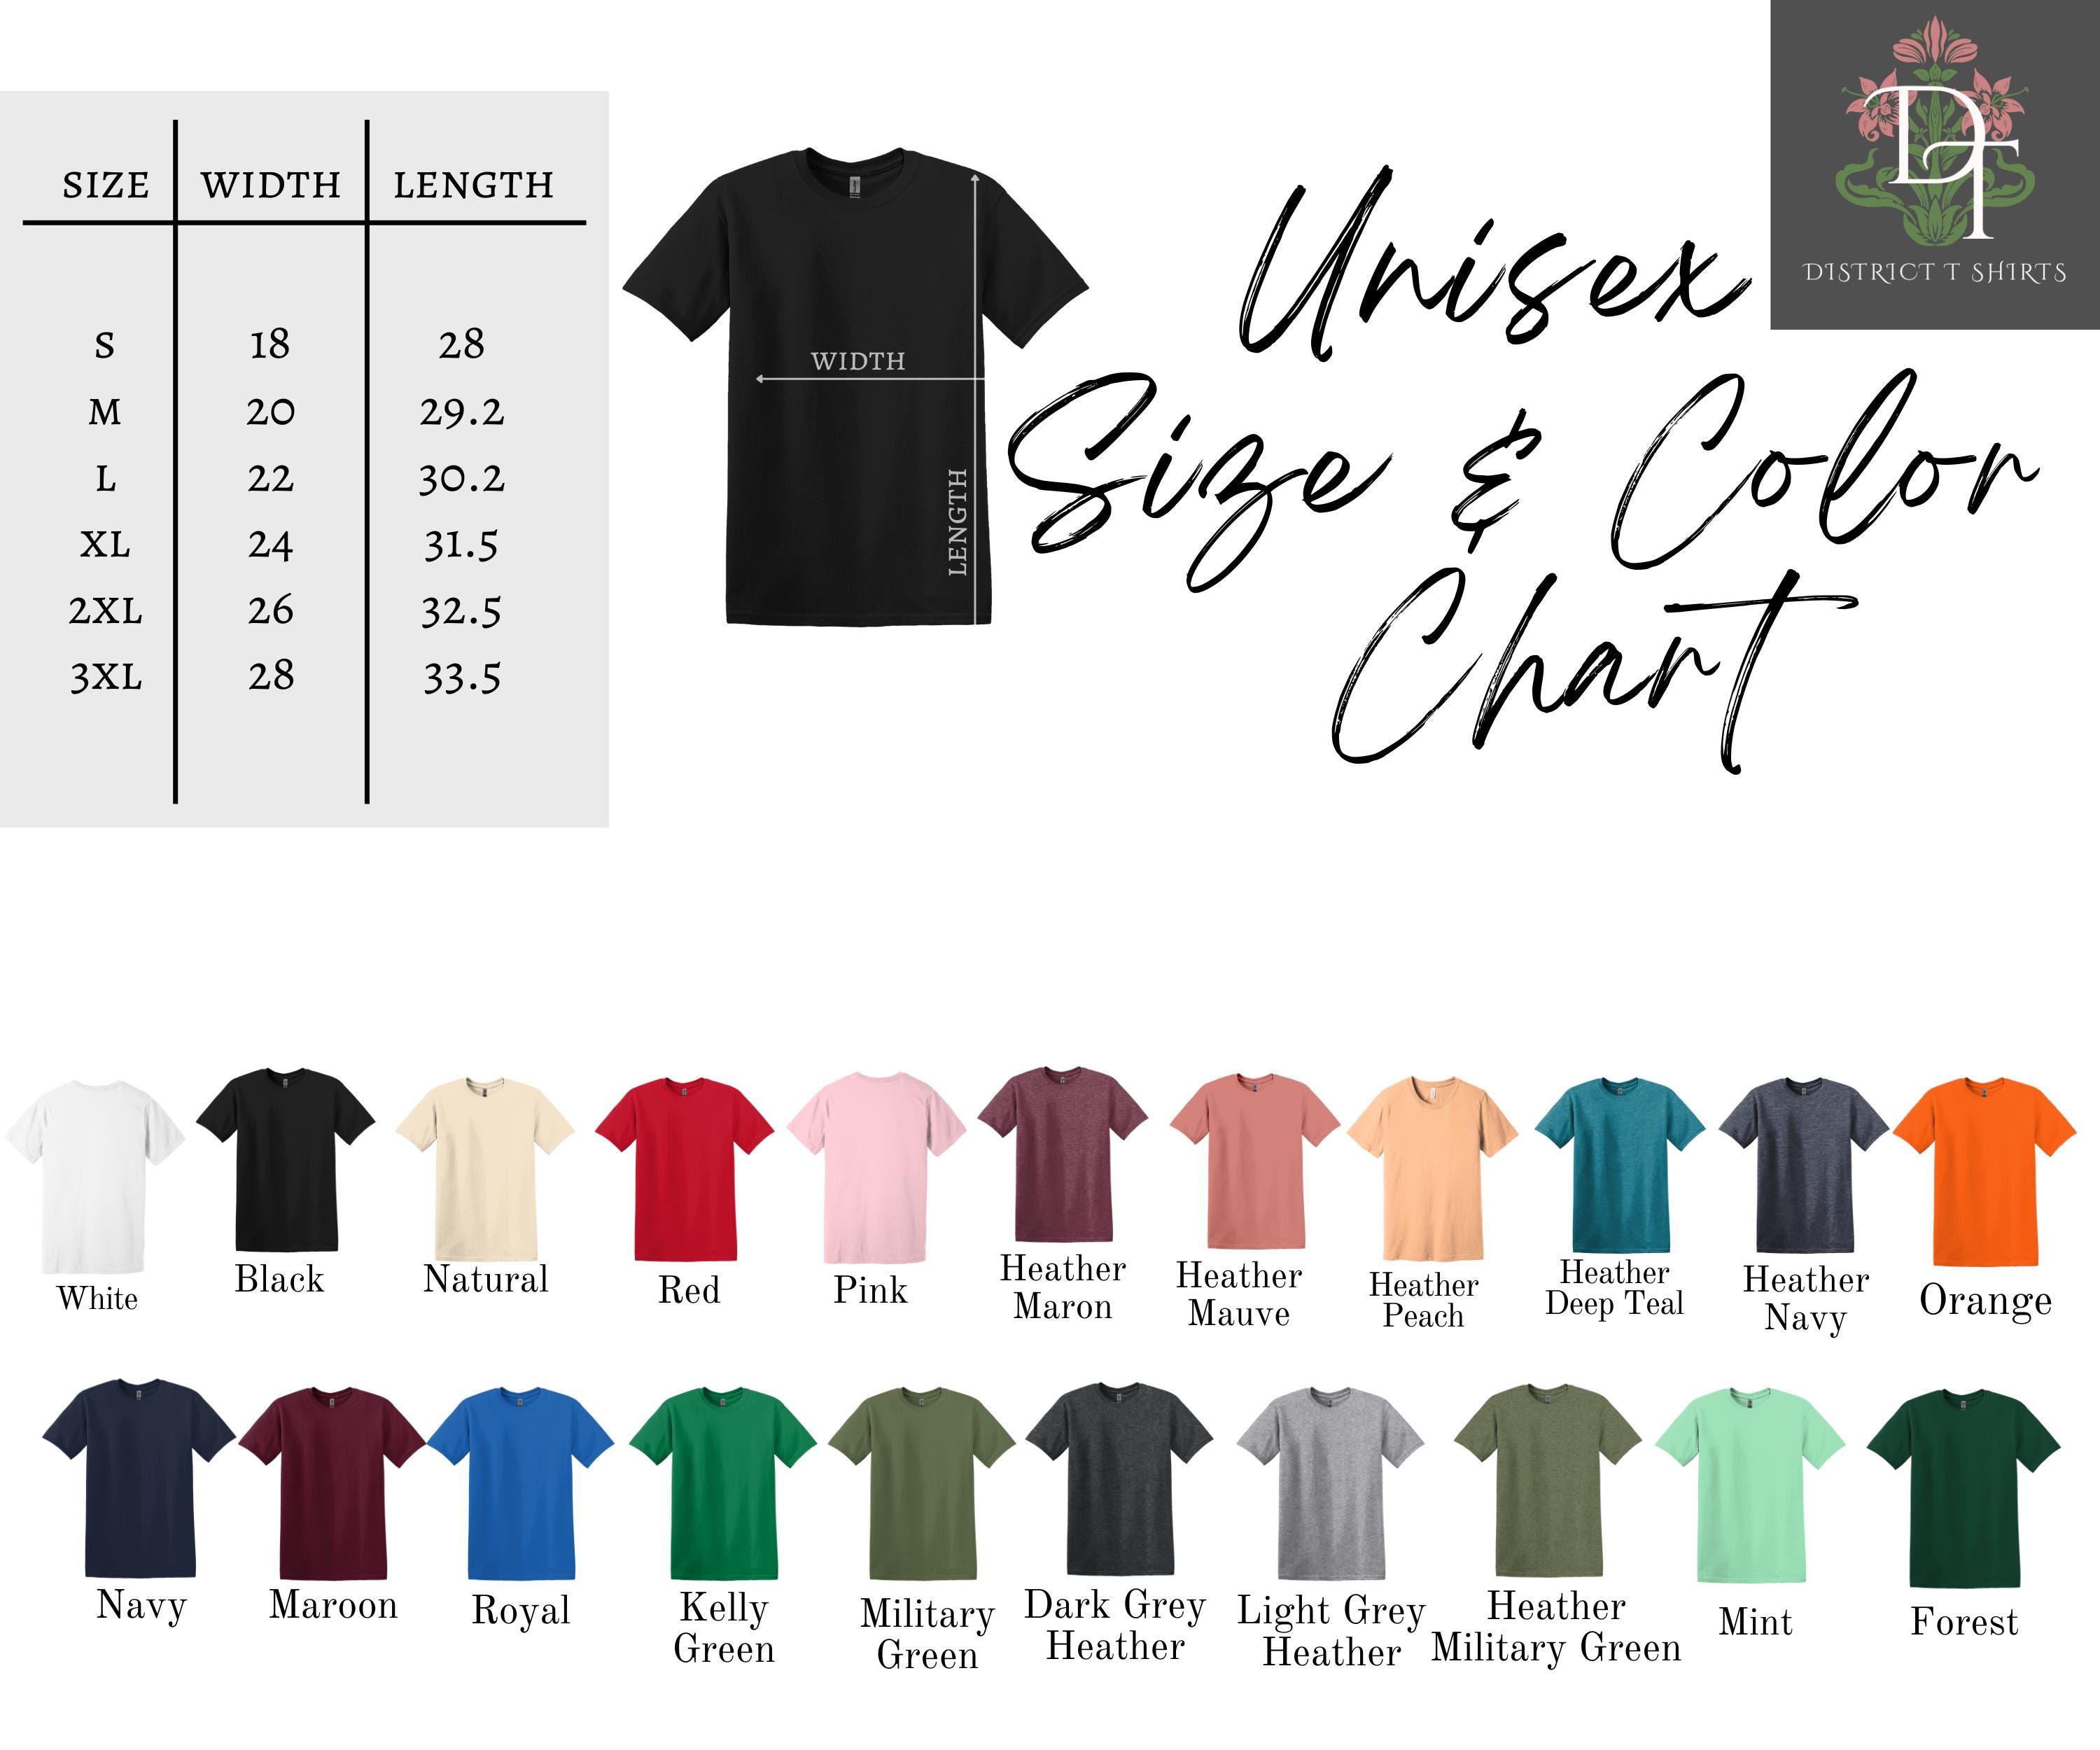 DISTRICT T SHIRTS
DT
SIZE WIDTH LENGTH
S 18 28
M 20 29.2
L 22 30.2
XL 24 31.5
2XL 26 32.5
3XL 28 33.5
WIDTH
LENGTH
Unisex
Size & Color
Chart
White
Black
Natural
Red
Pink
Heather
Maron
Heather
Mauve
Heather
Peach
Heather
Deep Teal
Heather
Navy
Orange
Navy
Maroon
Royal
Kelly
Green
Military
Green
Dark Grey
Heather
Light Grey
Heather
Heather
Military Green
Mint
Forest